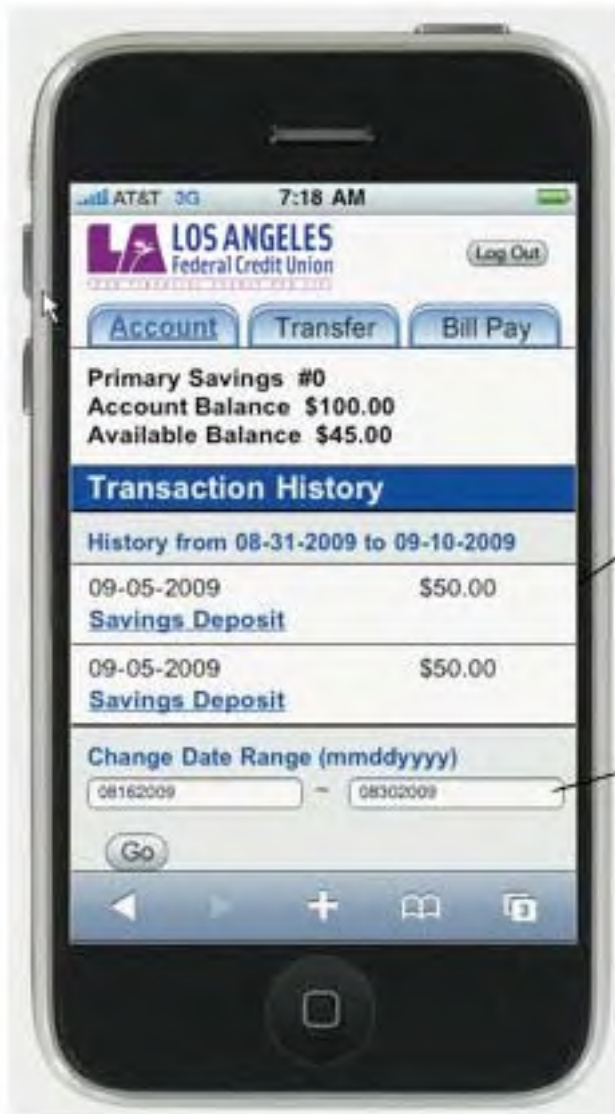 AT&T 3G 7:18 AM
LA LOS ANGELES
Federal Credit Union
Log Out
Account Transfer Bill Pay
Primary Savings #0
Account Balance $100.00
Available Balance $45.00
Transaction History
History from 08-31-2009 to 09-10-2009
09-05-2009 $50.00
Savings Deposit
09-05-2009 $50.00
Savings Deposit
Change Date Range (mmddyyyy)
08162009 ~ 08302009
Go
3